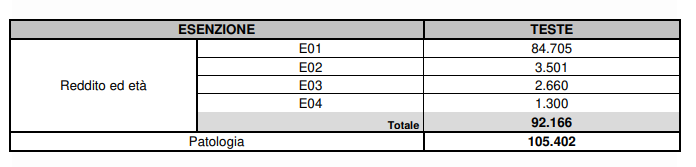 ESENZIONE TESTE
E01 84.705
E02 3.501
Reddito ed età E03 2.660
E04 1.300
Totale 92.166
Patologia 105.402